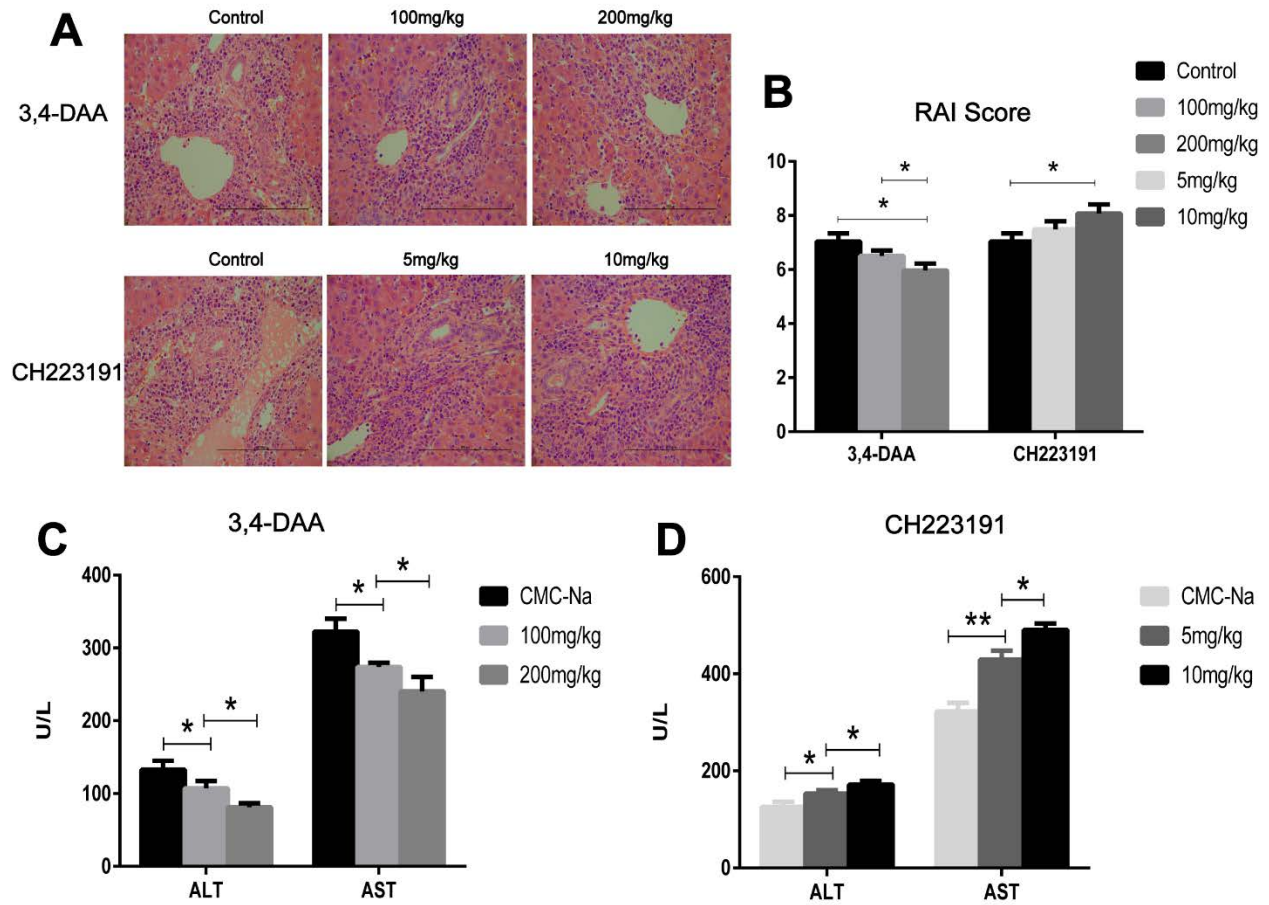 A
Control 100mg/kg 200mg/kg
3,4-DAA
Control 5mg/kg 10mg/kg
CH223191
B
RAI Score
Control
100mg/kg
200mg/kg
5mg/kg
10mg/kg
10
8
6
4
2
0
* * *
3,4-DAA CH223191
C
3,4-DAA
CMC-Na
100mg/kg
200mg/kg
U/L
400
300
200
100
0
* * * *
ALT AST
D
CH223191
CMC-Na
5mg/kg
10mg/kg
U/L
600
400
200
0
* * ** *
ALT AST